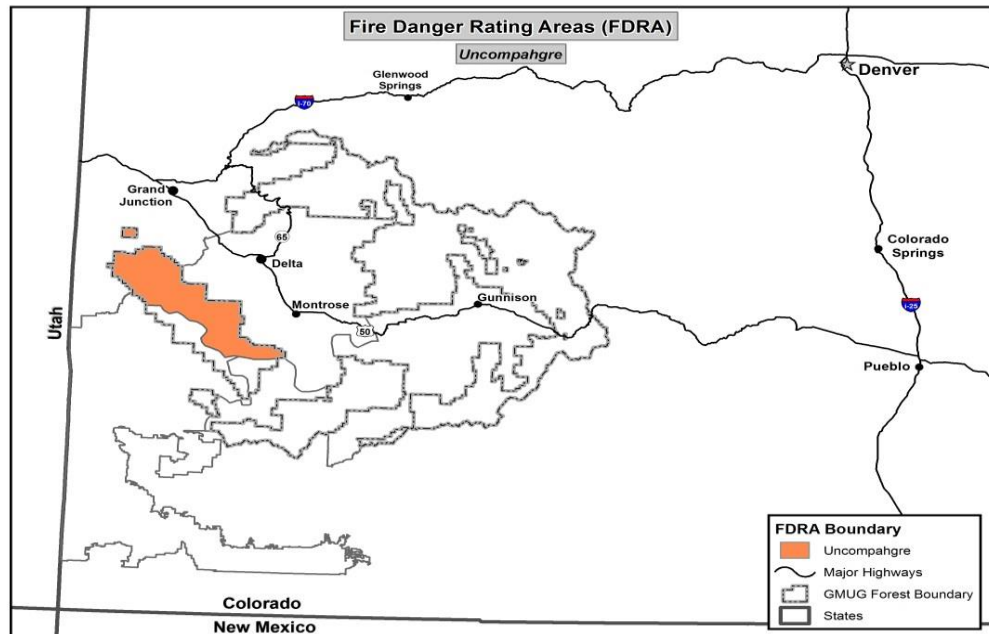 Fire Danger Rating Areas (FDRA)
Uncompahgre
Glenwood
Springs
Denver
I-70
Grand
Junction
65
Delta
Colorado
Springs
Montrose
Gunnison
I-25
50
Utah
Pueblo
FDRA Boundary
Uncompahgre
Major Highways
GMUG Forest Boundary
States
Colorado
New Mexico